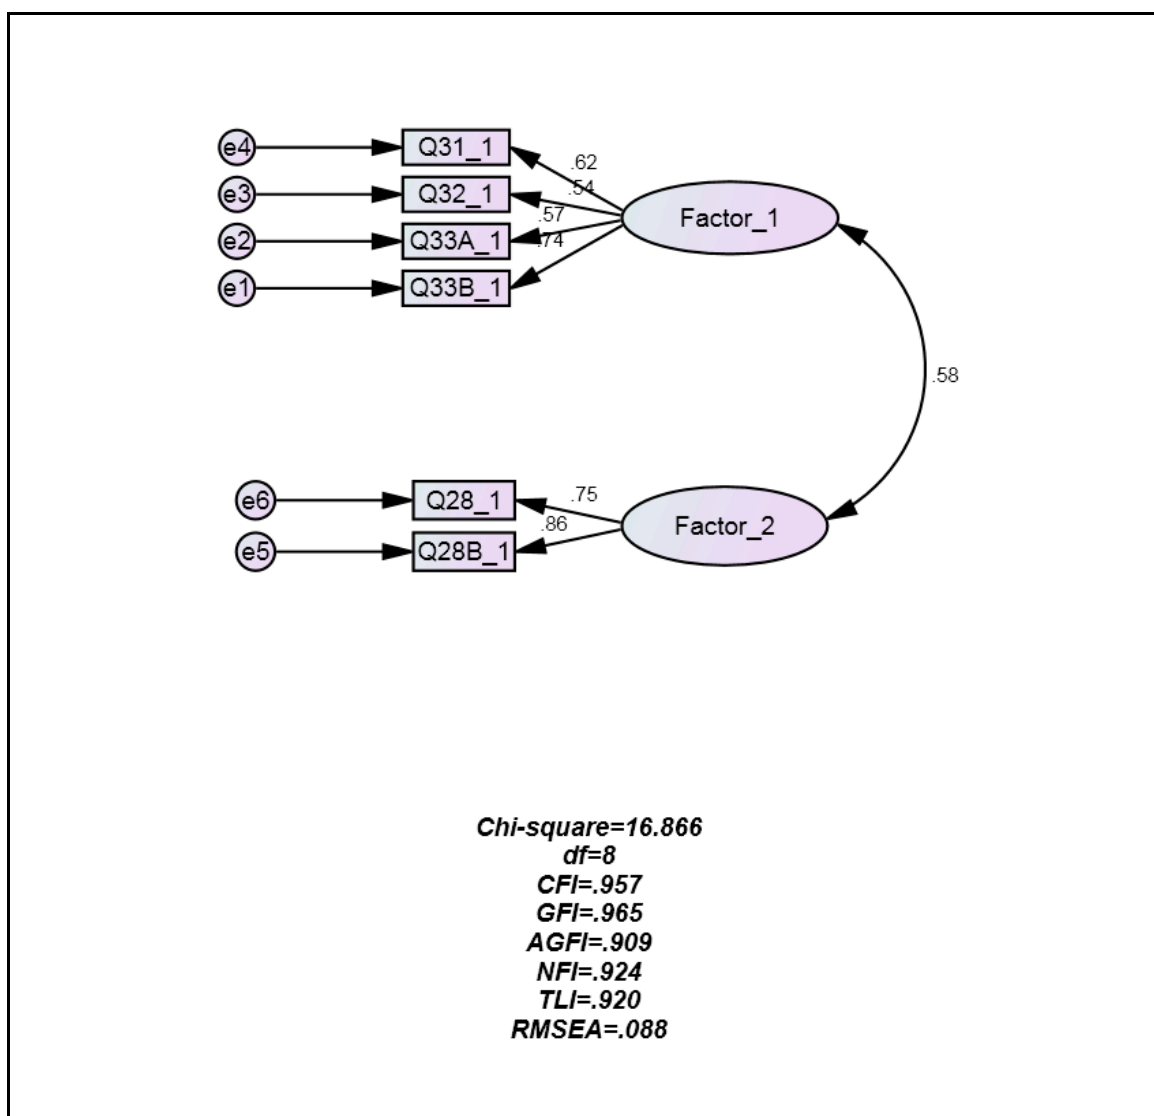 e4
Q31_1
.62
e3
Q32_1
.54
Factor_1
e2
Q33A_1
.57
e1
Q33B_1
.74
.58
e6
Q28_1
.75
Factor_2
e5
Q28B_1
.86
Chi-square=16.866
df=8
CFI=.957
GFI=.965
AGFI=.909
NFI=.924
TLI=.920
RMSEA=.088